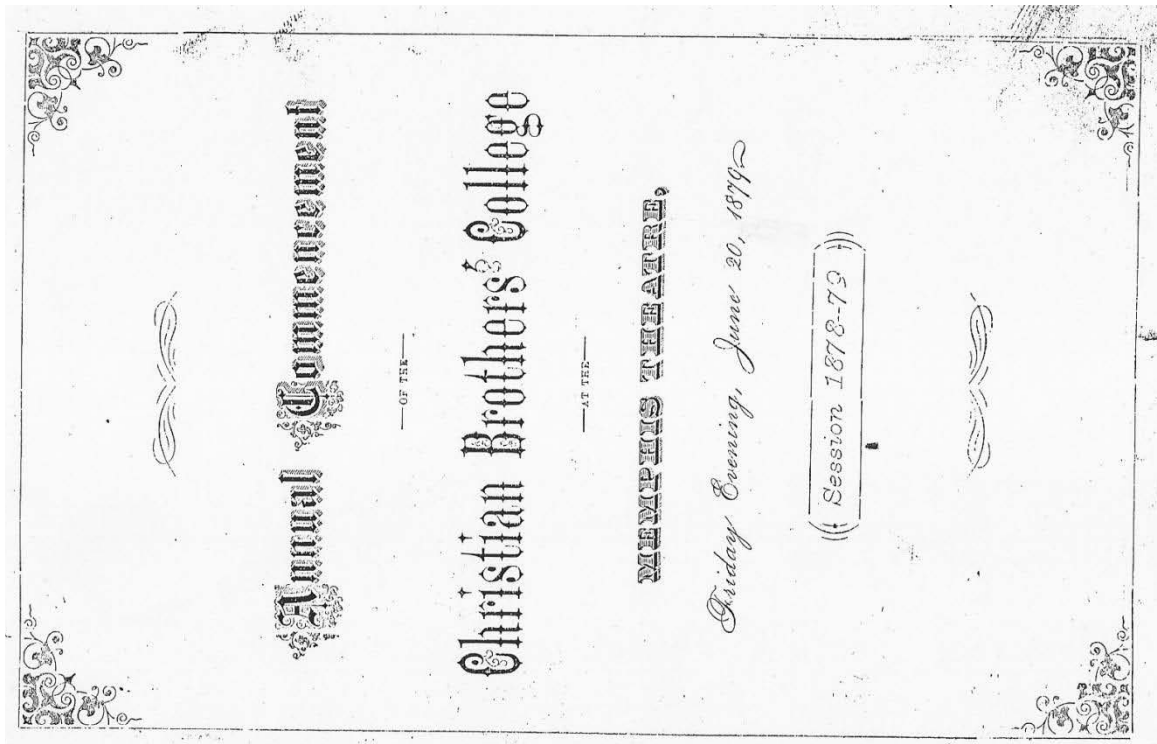 Annual Commencement
—OF THE—
Christian Brothers' College
—AT THE—
MEMPHIS THEATRE,
Friday Evening, June 20, 1879
Session 1878-79